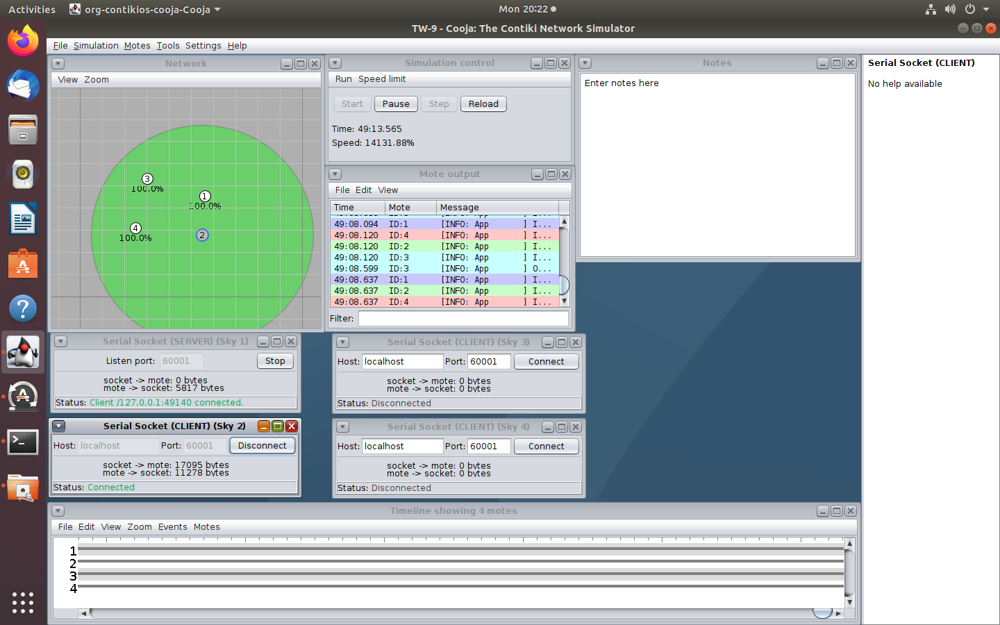 Activities org-contikios-cooja-Cooja Mon 20:22
TW-9 - Cooja: The Contiki Network Simulator
File Simulation Motes Tools Settings Help
Network
View Zoom
3
100.0%
1
100.0%
4
100.0%
2
Simulation control
Run Speed limit
Start Pause Step Reload
Time: 49:13.565
Speed: 14131.88%
Mote output
File Edit View
Time Mote Message
49:08.094 ID:1 [INFO: App ] I...
49:08.120 ID:4 [INFO: App ] I...
49:08.120 ID:2 [INFO: App ] I...
49:08.120 ID:3 [INFO: App ] I...
49:08.599 ID:3 [INFO: App ] O...
49:08.637 ID:1 [INFO: App ] I...
49:08.637 ID:2 [INFO: App ] I...
49:08.637 ID:4 [INFO: App ] I...
Filter:
Notes
Enter notes here
Serial Socket (CLIENT)
No help available
Serial Socket (SERVER) (Sky 1)
Listen port: 60001 Stop
socket -> mote: 0 bytes
mote -> socket: 5817 bytes
Status: Client /127.0.0.1:49140 connected.
Serial Socket (CLIENT) (Sky 3)
Host: localhost Port: 60001 Connect
socket -> mote: 0 bytes
mote -> socket: 0 bytes
Status: Disconnected
Serial Socket (CLIENT) (Sky 2)
Host: localhost Port: 60001 Disconnect
socket -> mote: 17095 bytes
mote -> socket: 11278 bytes
Status: Connected
Serial Socket (CLIENT) (Sky 4)
Host: localhost Port: 60001 Connect
socket -> mote: 0 bytes
mote -> socket: 0 bytes
Status: Disconnected
Timeline showing 4 motes
File Edit View Zoom Events Motes
1
2
3
4